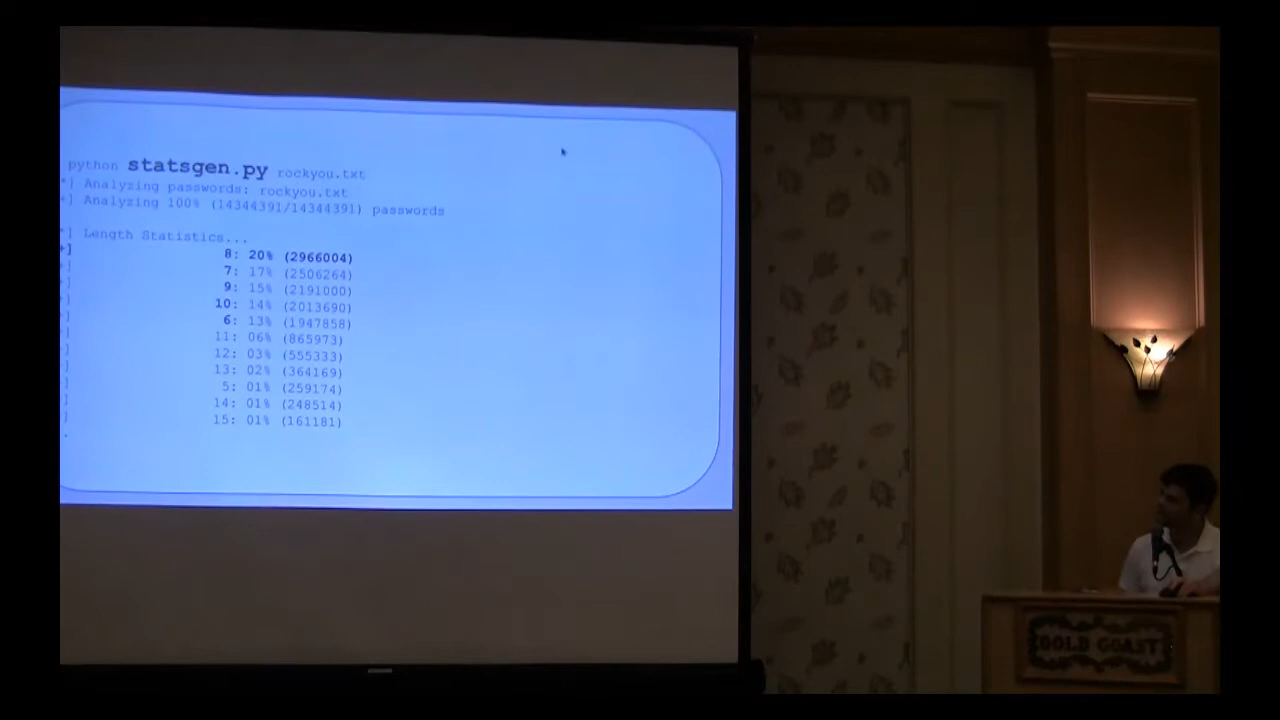 python statsgen.py rockyou.txt
*] Analyzing passwords: rockyou.txt
+] Analyzing 100% (14344391/14344391) passwords
*] Length Statistics...
+] 8: 20% (2966004)
+] 7: 17% (2506264)
+] 9: 15% (2191000)
+] 10: 14% (2013690)
+] 6: 13% (1947858)
+] 11: 06% (865973)
+] 12: 03% (555333)
] 13: 02% (364169)
] 5: 01% (259174)
] 14: 01% (248514)
] 15: 01% (161181)
.
GOLD COAST